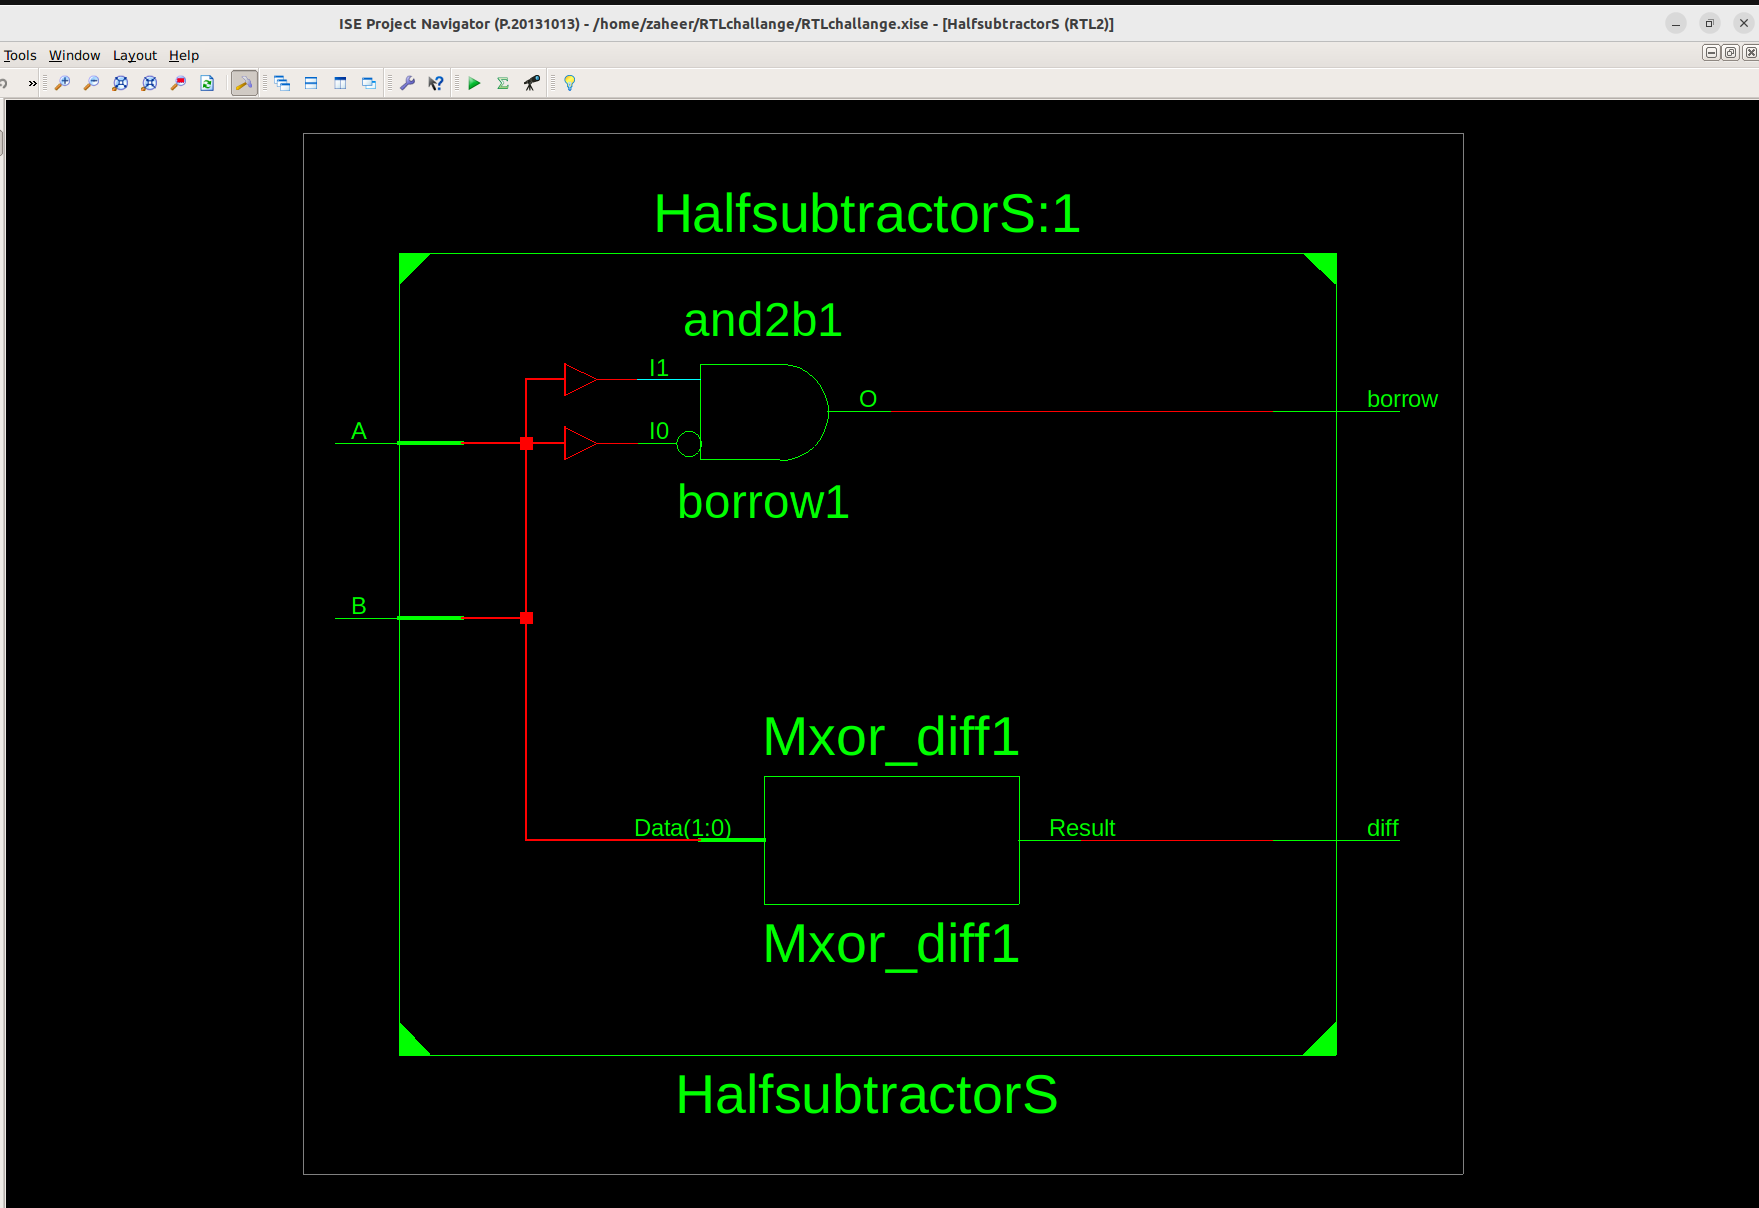 ISE Project Navigator (P.20131013) - /home/zaheer/RTLchallange/RTLchallange.xise - [HalfsubtractorS (RTL2)]
Tools Window Layout Help
»
HalfsubtractorS:1
and2b1
I1
O
borrow
A
I0
borrow1
B
Mxor_diff1
Data(1:0)
Result
diff
Mxor_diff1
HalfsubtractorS